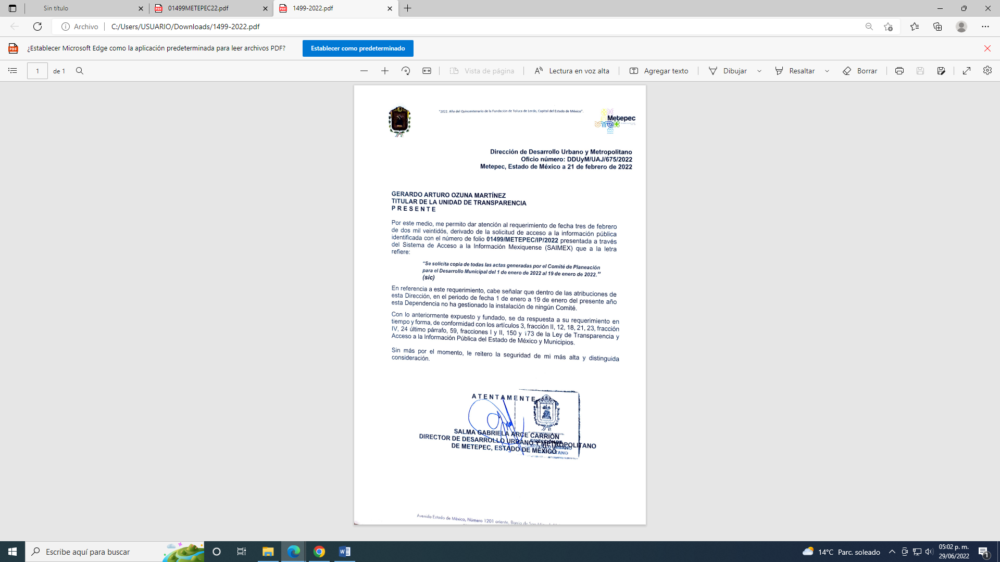 Sin título
01499METEPEC22.pdf
1499-2022.pdf
Archivo
C:/Users/USUARIO/Downloads/1499-2022.pdf
¿Establecer Microsoft Edge como la aplicación predeterminada para leer archivos PDF?
Establecer como predeterminado
1 de 1
Vista de página
Lectura en voz alta
Agregar texto
Dibujar
Resaltar
Borrar
"2022. Año del Quincentenario de la Fundación de Toluca de Lerdo, Capital del Estado de México".
Metepec
Dirección de Desarrollo Urbano y Metropolitano
Oficio número: DDUyM/UAJ/675/2022
Metepec, Estado de México a 21 de febrero de 2022
GERARDO ARTURO OZUNA MARTÍNEZ
TITULAR DE LA UNIDAD DE TRANSPARENCIA
P R E S E N T E
Por este medio, me permito dar atención al requerimiento de fecha tres de febrero
de dos mil veintidós, derivado de la solicitud de acceso a la información pública
identificada con el número de folio 01499/METEPEC/IP/2022 presentada a través
del Sistema de Acceso a la Información Mexiquense (SAIMEX) que a la letra
refiere:
"Se solicita copia de todas las actas generadas por el Comité de Planeación
para el Desarrollo Municipal del 1 de enero de 2022 al 19 de enero de 2022."
(sic)
En referencia a este requerimiento, cabe señalar que dentro de las atribuciones de
esta Dirección, en el periodo de fecha 1 de enero a 19 de enero del presente año
esta Dependencia no ha gestionado la instalación de ningún Comité.
Con lo anteriormente expuesto y fundado, se da respuesta a su requerimiento en
tiempo y forma, de conformidad con los artículos 3, fracción II, 12, 18, 21, 23, fracción
IV, 24 último párrafo, 59, fracciones I y II, 150 y 173 de la Ley de Transparencia y
Acceso a la Información Pública del Estado de México y Municipios.
Sin más por el momento, le reitero la seguridad de mi más alta y distinguida
consideración.
A T E N T A M E N T E
SALMA GABRIELA ARCE CARRIÓN
DIRECTOR DE DESARROLLO URBANO Y METROPOLITANO
DE METEPEC, ESTADO DE MÉXICO
DIRECCIÓN DE
URBANO
Avenida Estado de México, Número 1201 oriente, Barrio de San
Escribe aquí para buscar
14°C Parc. soleado
05:02 p. m.
29/06/2022
1